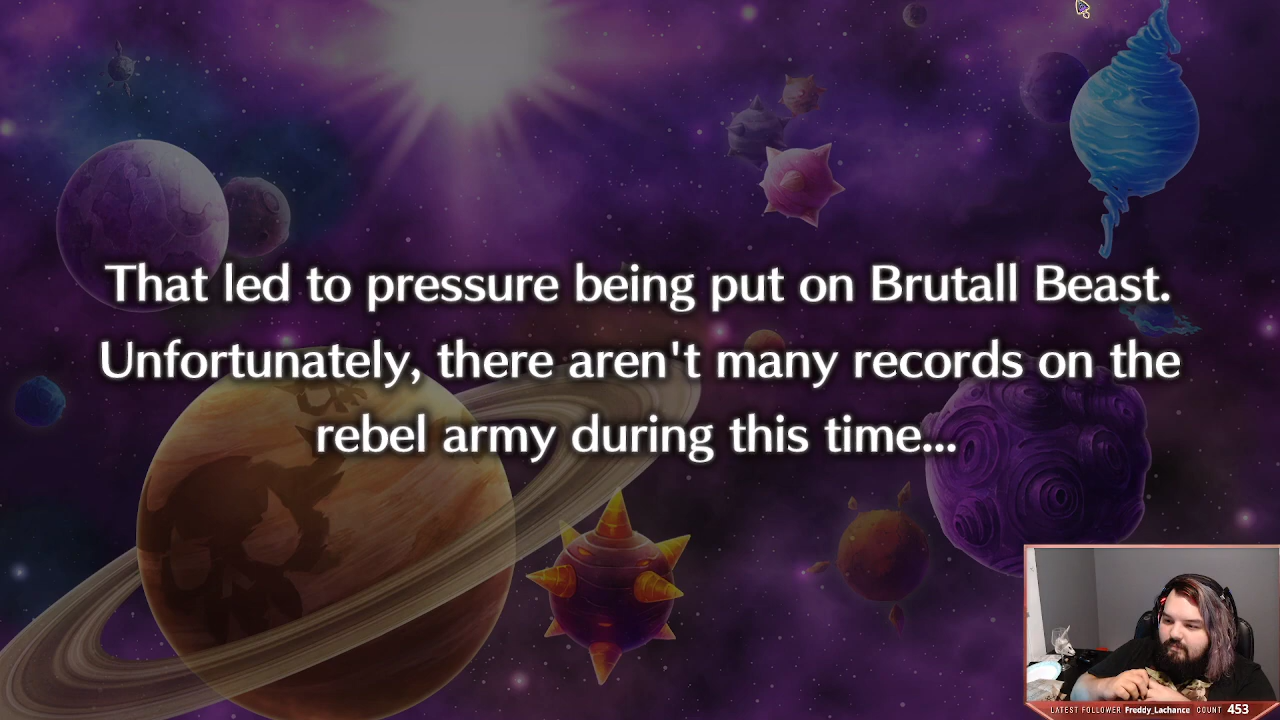 That led to pressure being put on Brutall Beast.
Unfortunately, there aren't many records on the
rebel army during this time...
LATEST FOLLOWER Freddy_Lachance COUNT 453